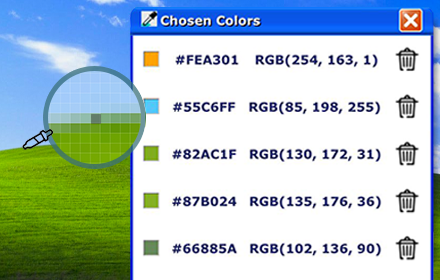 Chosen Colors
#FEA301 RGB(254, 163, 1)
#55C6FF RGB(85, 198, 255)
#82AC1F RGB(130, 172, 31)
#87B024 RGB(135, 176, 36)
#66885A RGB(102, 136, 90)